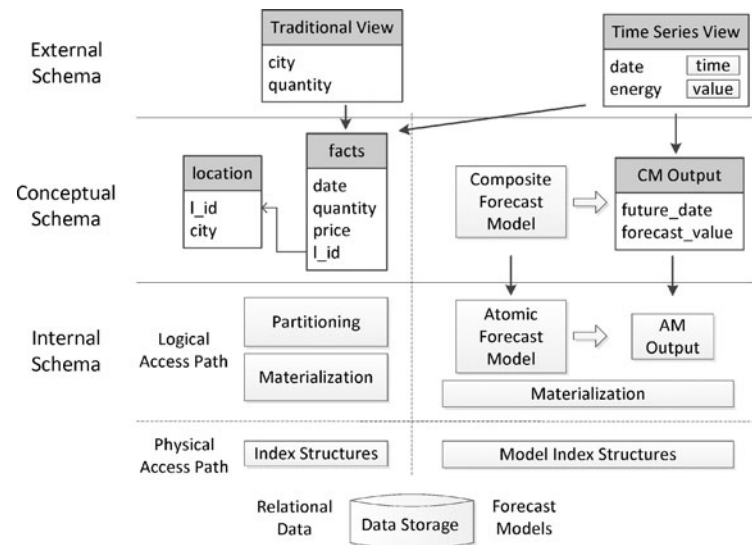 External
Schema
Traditional View
city
quantity
Time Series View
date time
energy value
Conceptual
Schema
location
l_id
city
facts
date
quantity
price
l_id
Composite
Forecast
Model
CM Output
future_date
forecast_value
Internal
Schema
Logical
Access Path
Partitioning
Materialization
Atomic
Forecast
Model
AM
Output
Materialization
Physical
Access Path
Index Structures
Model Index Structures
Relational
Data
Data Storage
Forecast
Models